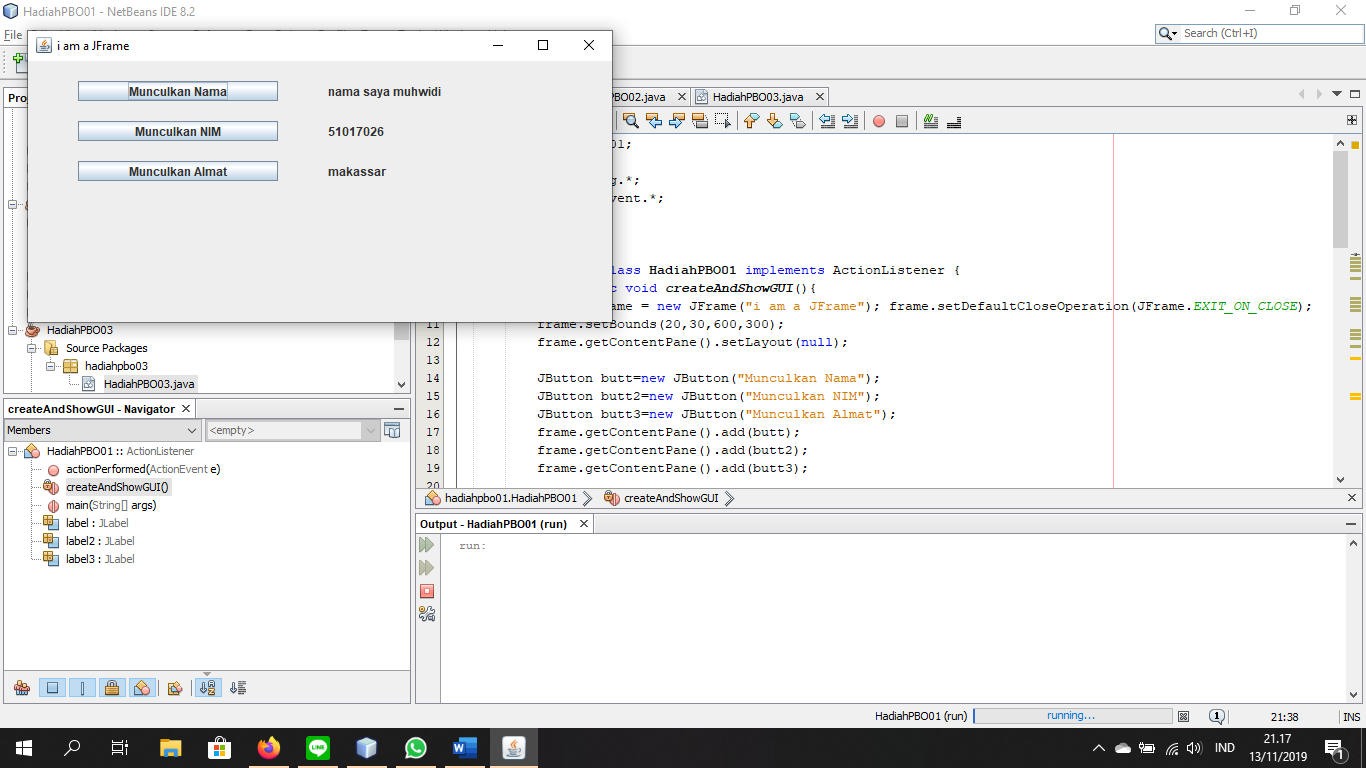 HadiahPBO01 - NetBeans IDE 8.2
File
Search (Ctrl+I)
i am a JFrame
Munculkan Nama nama saya muhwidi
Munculkan NIM 51017026
Munculkan Almat makassar
PBO02.java HadiahPBO03.java
Pro
01;
g.*;
vent.*;
lass HadiahPBO01 implements ActionListener {
c void createAndShowGUI(){
ame = new JFrame("i am a JFrame"); frame.setDefaultCloseOperation(JFrame.EXIT_ON_CLOSE);
11 frame.setBounds(20,30,600,300);
12 frame.getContentPane().setLayout(null);
13
14 JButton butt=new JButton("Munculkan Nama");
15 JButton butt2=new JButton("Munculkan NIM");
16 JButton butt3=new JButton("Munculkan Almat");
17 frame.getContentPane().add(butt);
18 frame.getContentPane().add(butt2);
19 frame.getContentPane().add(butt3);
20
HadiahPBO03
Source Packages
hadiahpbo03
HadiahPBO03.java
createAndShowGUI - Navigator
Members <empty>
HadiahPBO01 :: ActionListener
actionPerformed(ActionEvent e)
createAndShowGUI()
main(String[] args)
label : JLabel
label2 : JLabel
label3 : JLabel
hadiahpbo01.HadiahPBO01 createAndShowGUI
Output - HadiahPBO01 (run)
run:
HadiahPBO01 (run) running... 1 21:38 INS
IND 21.17
13/11/2019 1